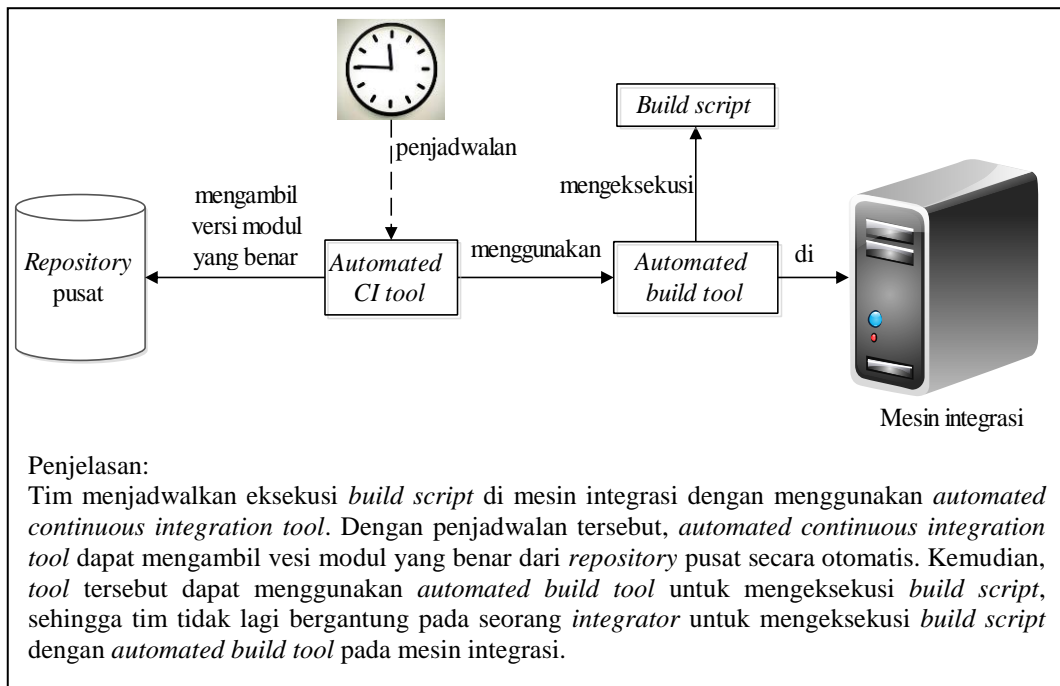 penjadwalan
Build script
mengeksekusi
mengambil
versi modul
yang benar
Repository
pusat
Automated
CI tool
menggunakan
Automated
build tool
di
Mesin integrasi
Penjelasan:
Tim menjadwalkan eksekusi build script di mesin integrasi dengan menggunakan automated
continuous integration tool. Dengan penjadwalan tersebut, automated continuous integration
tool dapat mengambil vesi modul yang benar dari repository pusat secara otomatis. Kemudian,
tool tersebut dapat menggunakan automated build tool untuk mengeksekusi build script,
sehingga tim tidak lagi bergantung pada seorang integrator untuk mengeksekusi build script
dengan automated build tool pada mesin integrasi.